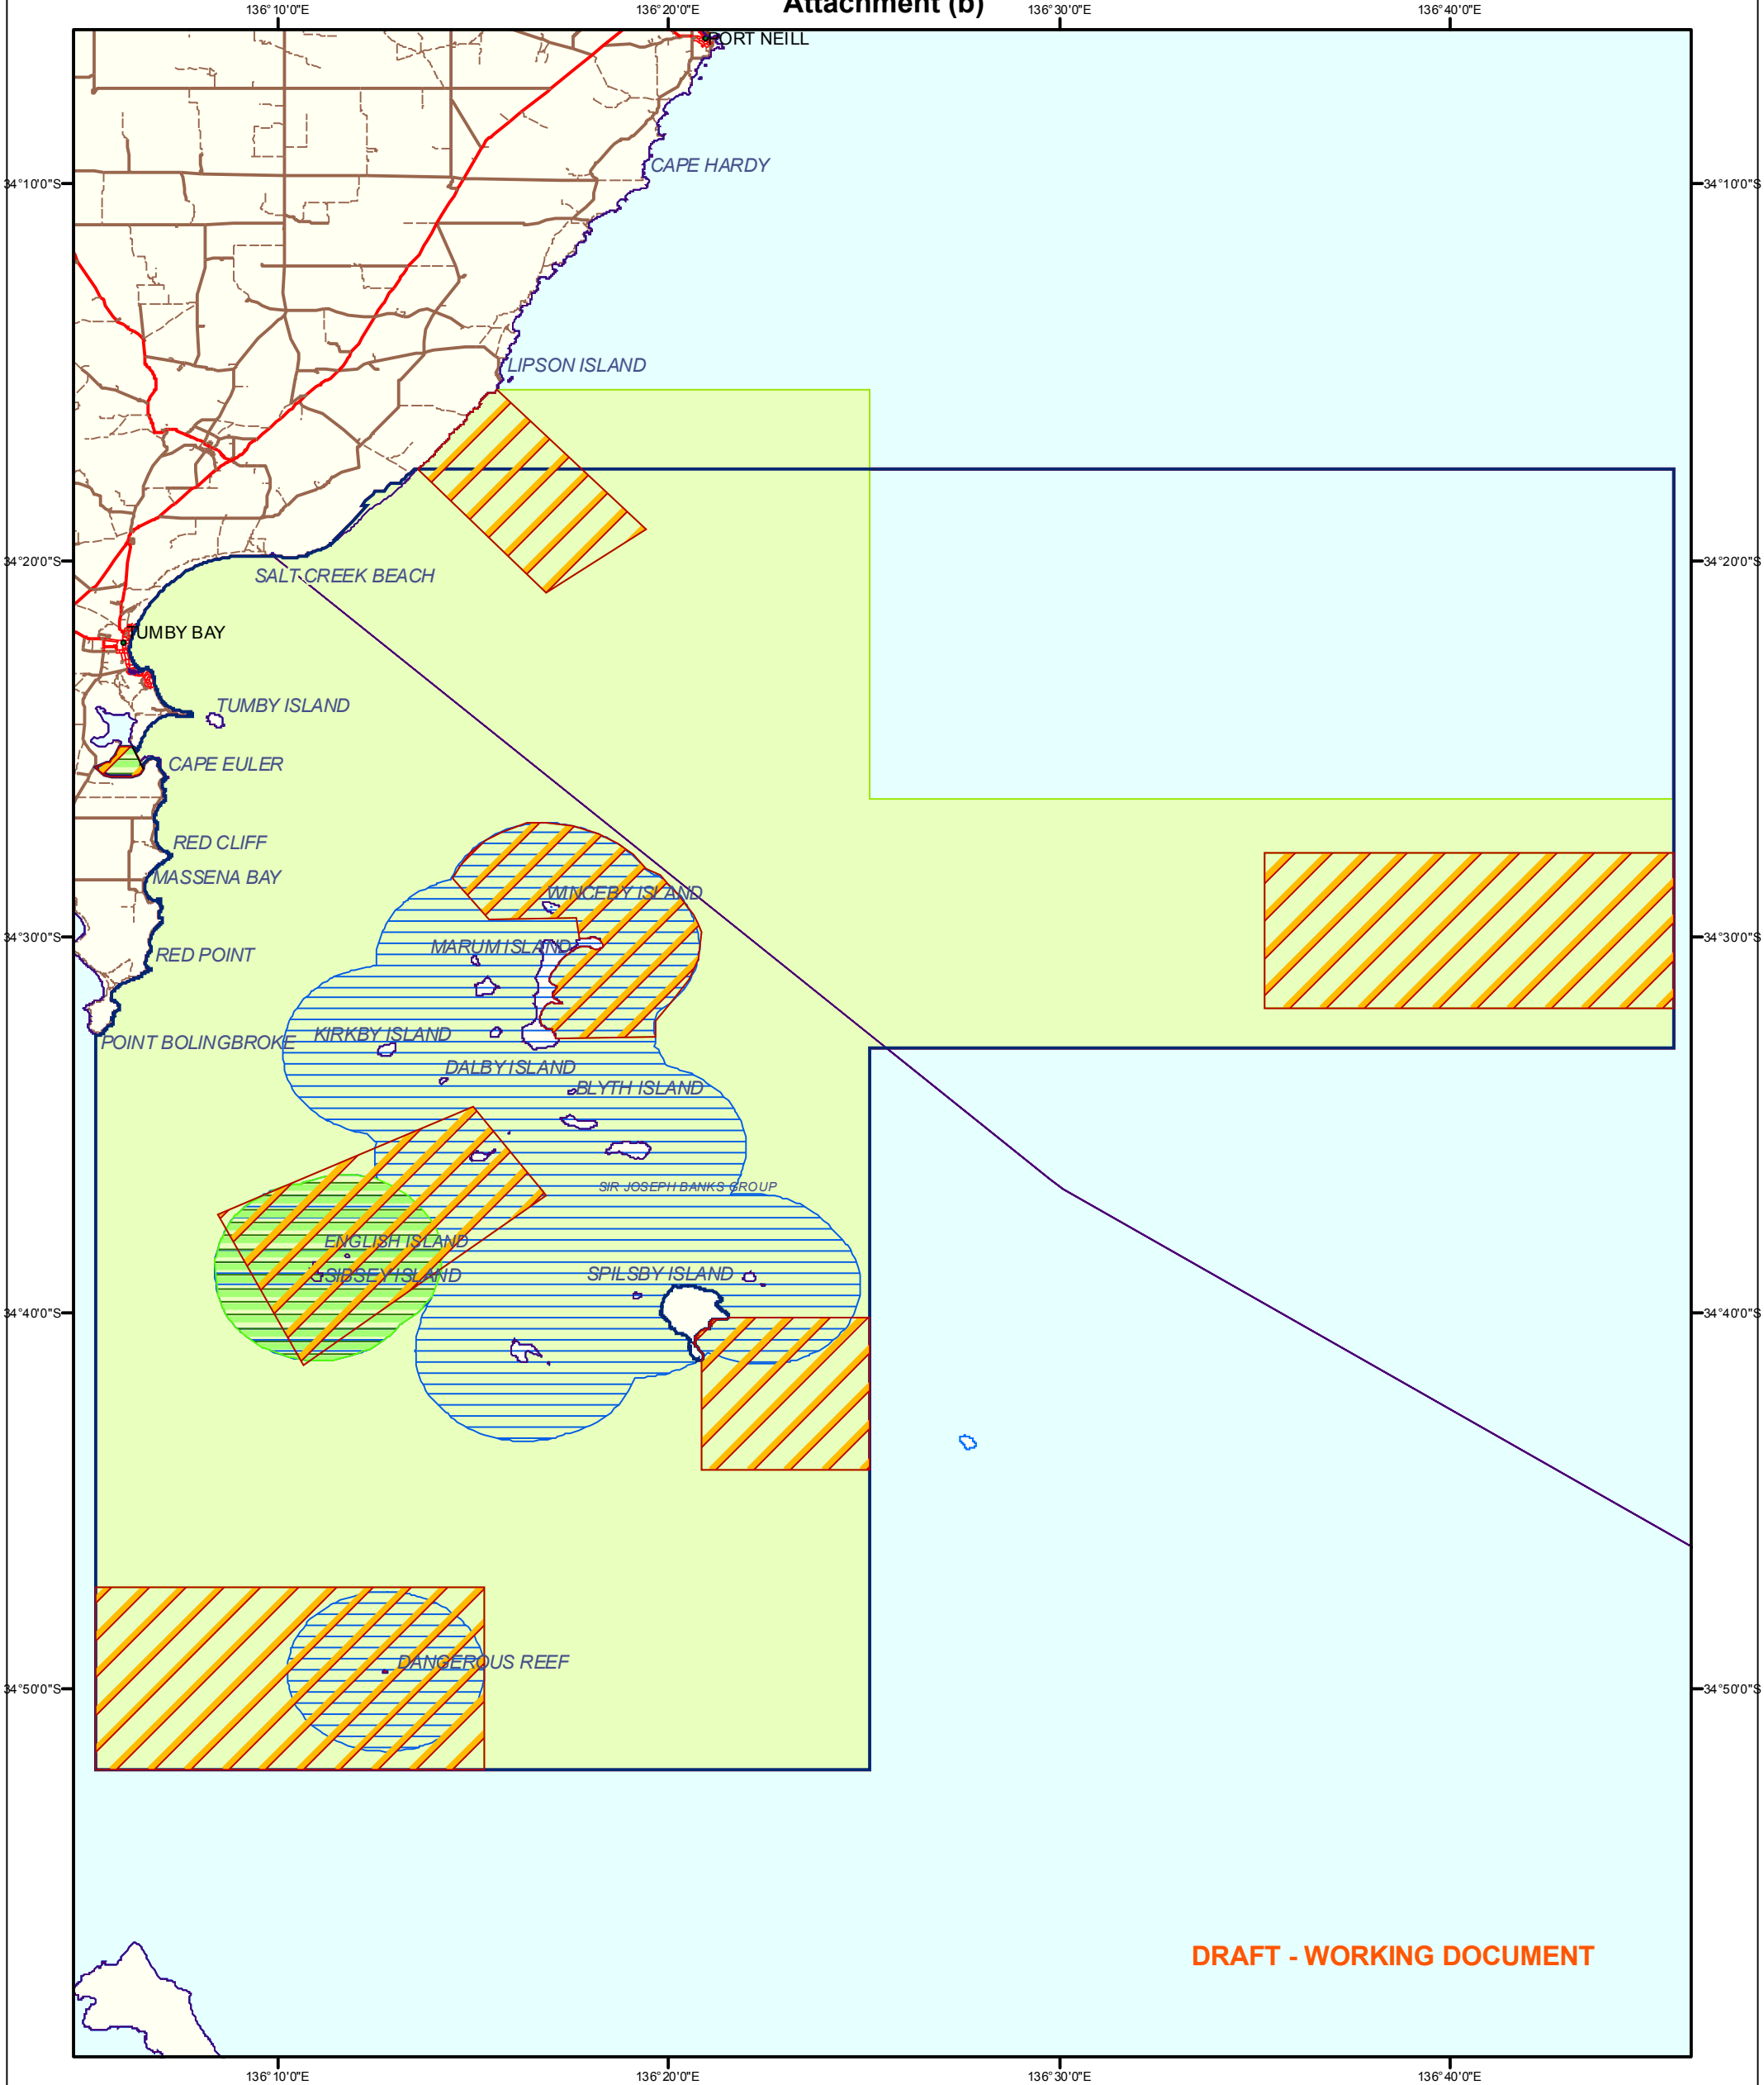 Attachment (b)
136°10'0"E
136°20'0"E
136°30'0"E
136°40'0"E
PORT NEILL
CAPE HARDY
34°10'0"S
34°10'0"S
LIPSON ISLAND
34°20'0"S
34°20'0"S
SALT CREEK BEACH
TUMBY BAY
TUMBY ISLAND
CAPE EULER
RED CLIFF
MASSENA BAY
WINCEBY ISLAND
34°30'0"S
34°30'0"S
MARUM ISLAND
RED POINT
KIRKBY ISLAND
POINT BOLINGBROKE
DALBY ISLAND
BLYTH ISLAND
SIR JOSEPH BANKS GROUP
ENGLISH ISLAND
SIBSEY ISLAND
SPILSBY ISLAND
34°40'0"S
34°40'0"S
DANGEROUS REEF
34°50'0"S
34°50'0"S
DRAFT - WORKING DOCUMENT
136°10'0"E
136°20'0"E
136°30'0"E
136°40'0"E